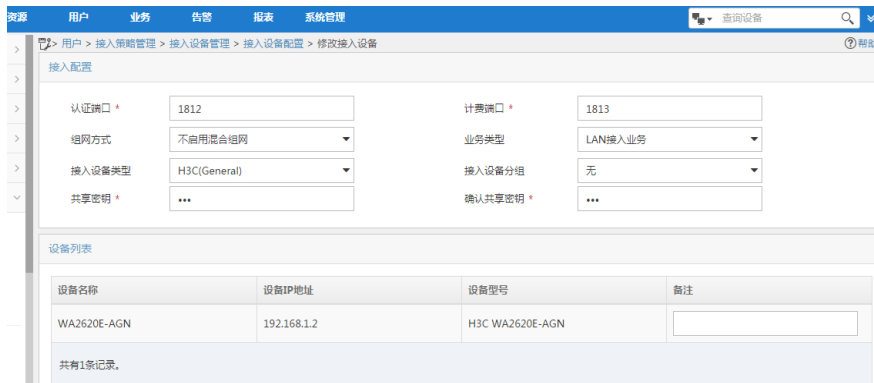 资源 用户 业务 告警 报表 系统管理 查询设备
> 用户 > 接入策略管理 > 接入设备管理 > 接入设备配置 > 修改接入设备 帮助
接入配置
认证端口 * 1812 计费端口 * 1813
组网方式 不启用混合组网 业务类型 LAN接入业务
接入设备类型 H3C(General) 接入设备分组 无
共享密钥 * ••• 确认共享密钥 * •••
设备列表
设备名称 设备IP地址 设备型号 备注
WA2620E-AGN 192.168.1.2 H3C WA2620E-AGN
共有1条记录。